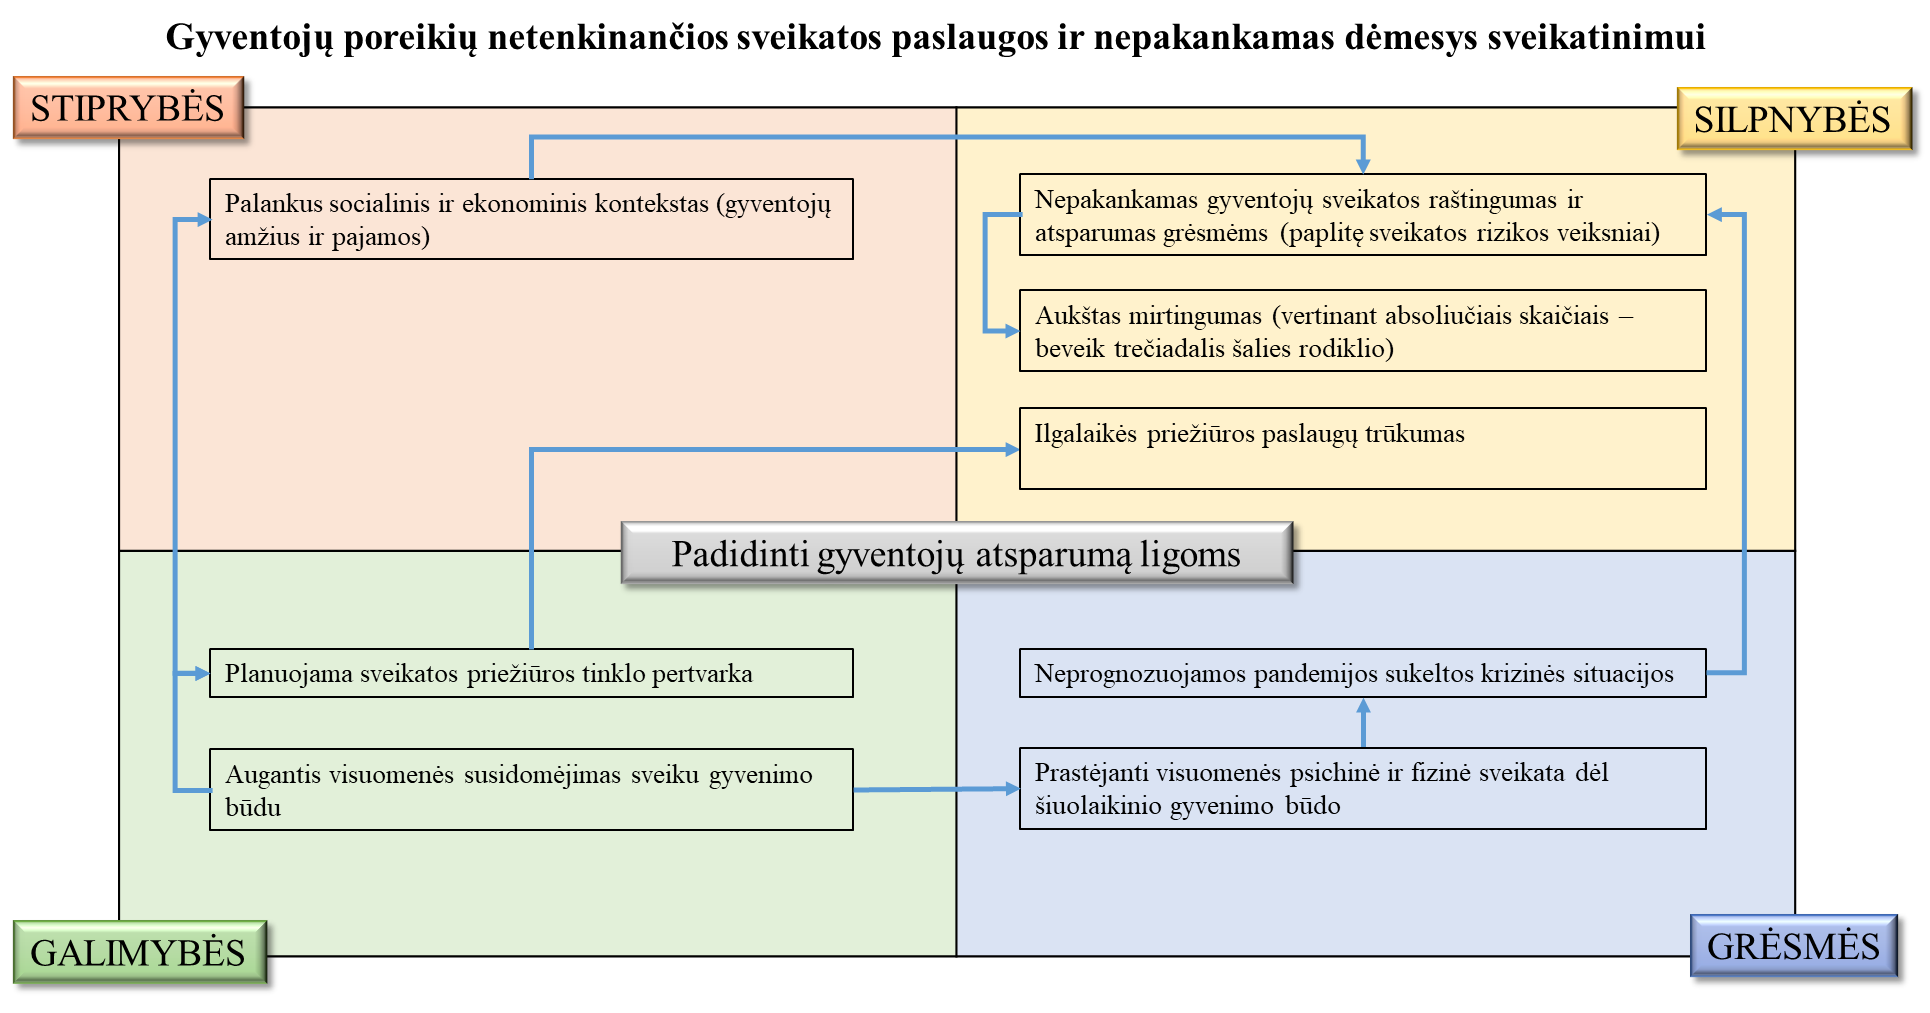 Gyventojų poreikių netenkinančios sveikatos paslaugos ir nepakankamas dėmesys sveikatinimui
STIPRYBĖS
SILPNYBĖS
Palankus socialinis ir ekonominis kontekstas (gyventojų
amžius ir pajamos)
Nepakankamas gyventojų sveikatos raštingumas ir
atsparumas grėsmėms (paplitę sveikatos rizikos veiksniai)
Aukštas mirtingumas (vertinant absoliučiais skaičiais –
beveik trečiadalis šalies rodiklio)
Ilgalaikės priežiūros paslaugų trūkumas
Padidinti gyventojų atsparumą ligoms
Planuojama sveikatos priežiūros tinklo pertvarka
Augantis visuomenės susidomėjimas sveiku gyvenimo
būdu
Neprognozuojamos pandemijos sukeltos krizinės situacijos
Prastėjanti visuomenės psichinė ir fizinė sveikata dėl
šiuolaikinio gyvenimo būdo
GALIMYBĖS
GRĖSMĖS